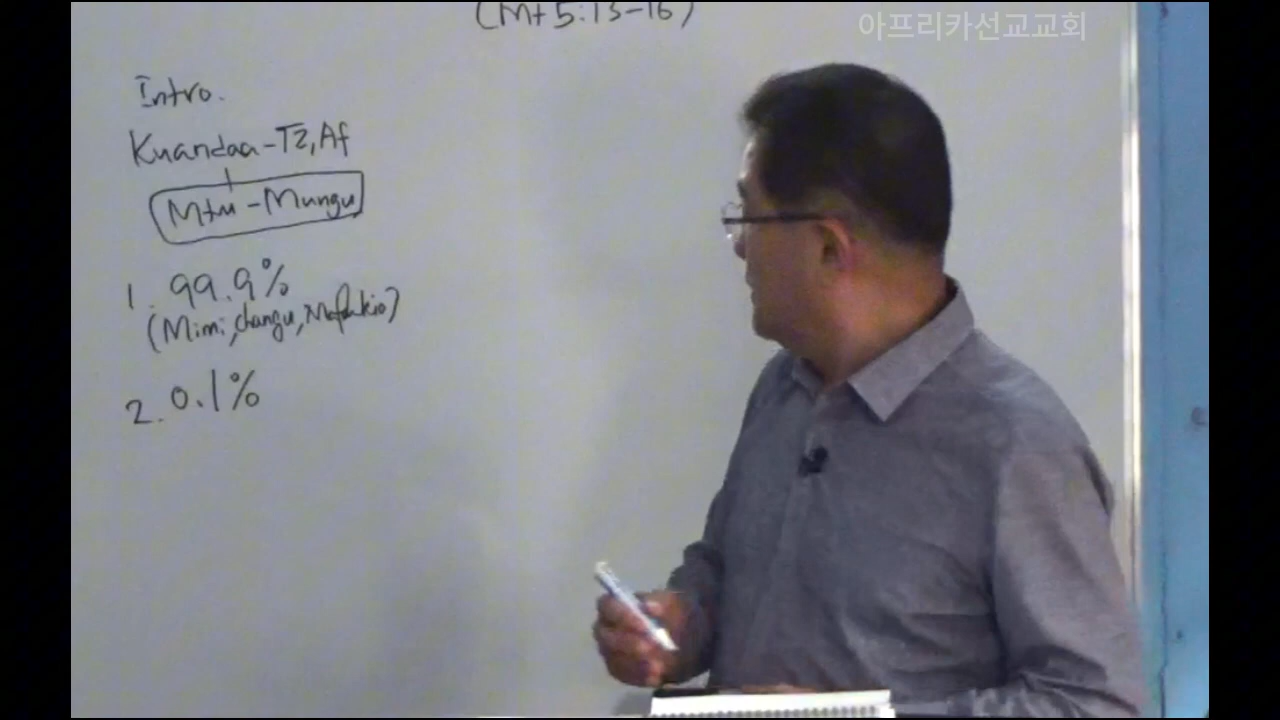 (Mt 5:13-16)
아프리카선교교회
Intro.
Kuandaa-TZ, Af
Mtu-Mungu
1. 99.9%
(Mimi, changu, Mafanikio)
2. 0.1%